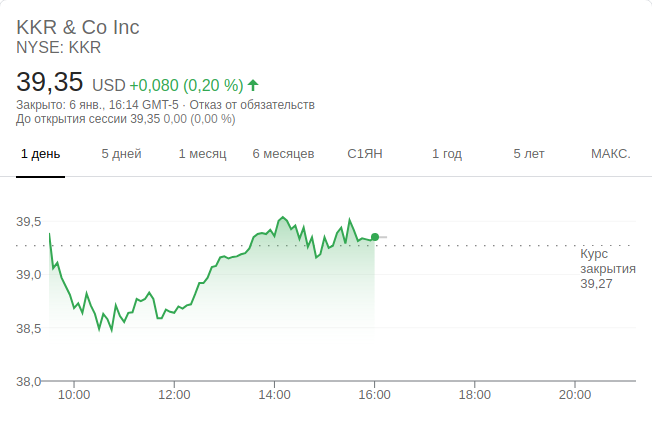 KKR & Co Inc
NYSE: KKR
39,35 USD +0,080 (0,20 %)
Закрыто: 6 янв., 16:14 GMT-5 · Отказ от обязательств
До открытия сессии 39,35 0,00 (0,00 %)
1 день 5 дней 1 месяц 6 месяцев С1ЯН 1 год 5 лет МАКС.
39,5
Курс
закрытия
39,27
39,0
38,5
38,0
10:00 12:00 14:00 16:00 18:00 20:00